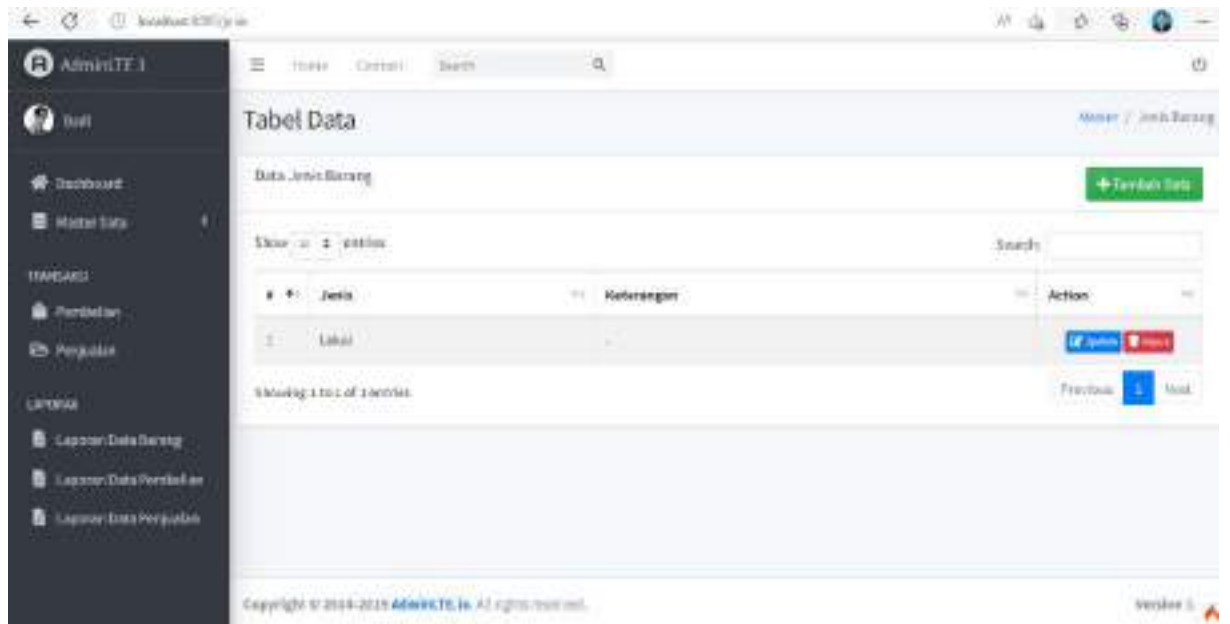 AdminLTE 3
Home Contact Search
Budi
Tabel Data
Master / Jenis Barang
Dashboard
Data Jenis Barang
Tambah Data
Master Data
Show entries
Search:
TRANSAKSI
# Jenis Keterangan Action
Pembelian
1 Lokal - Update
Penjualan
Showing 1 to 1 of 1 entries
Previous 1 Next
LAPORAN
Laporan Data Barang
Laporan Data Pembelian
Laporan Data Penjualan
Copyright © 2014-2019 AdminLTE.io. All rights reserved.
Version